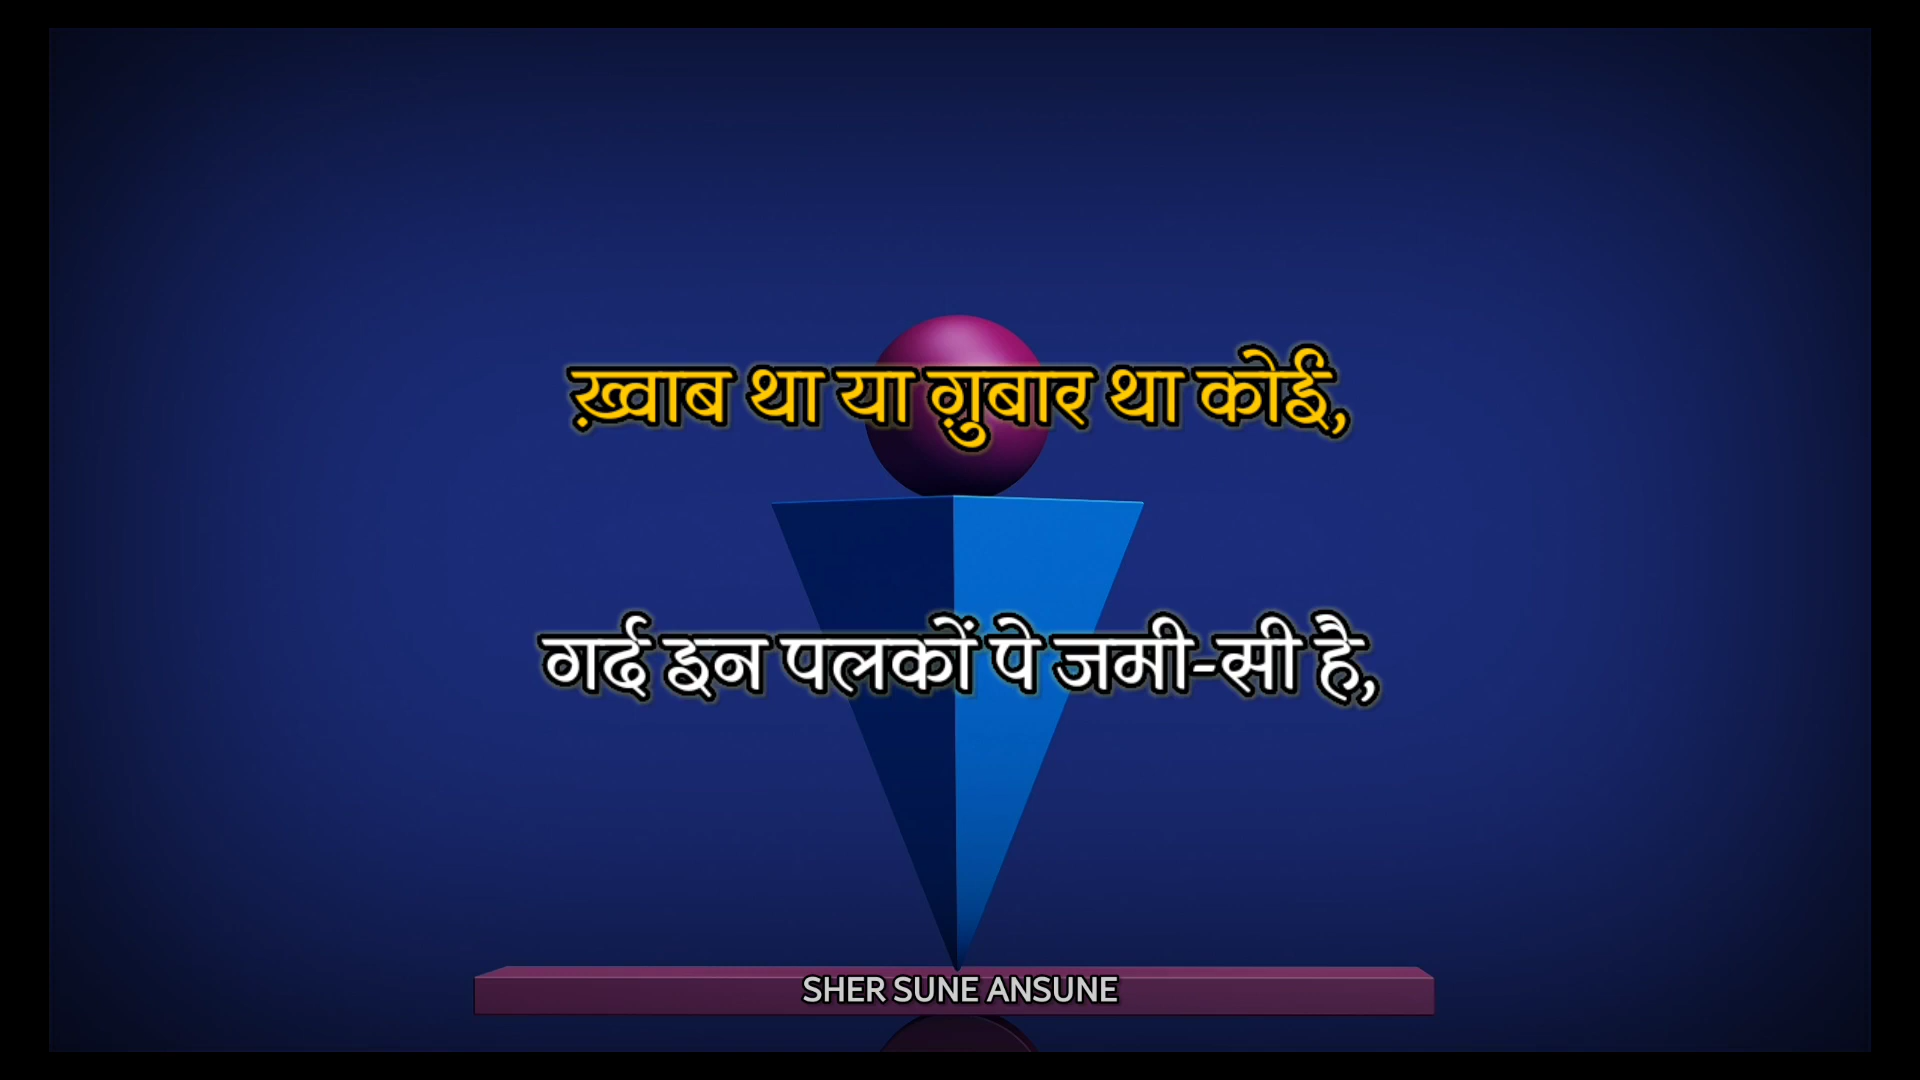 ख़्वाब था या ग़ुबार था कोई,
गर्द इन पलकों पे जमी-सी है,
SHER SUNE ANSUNE